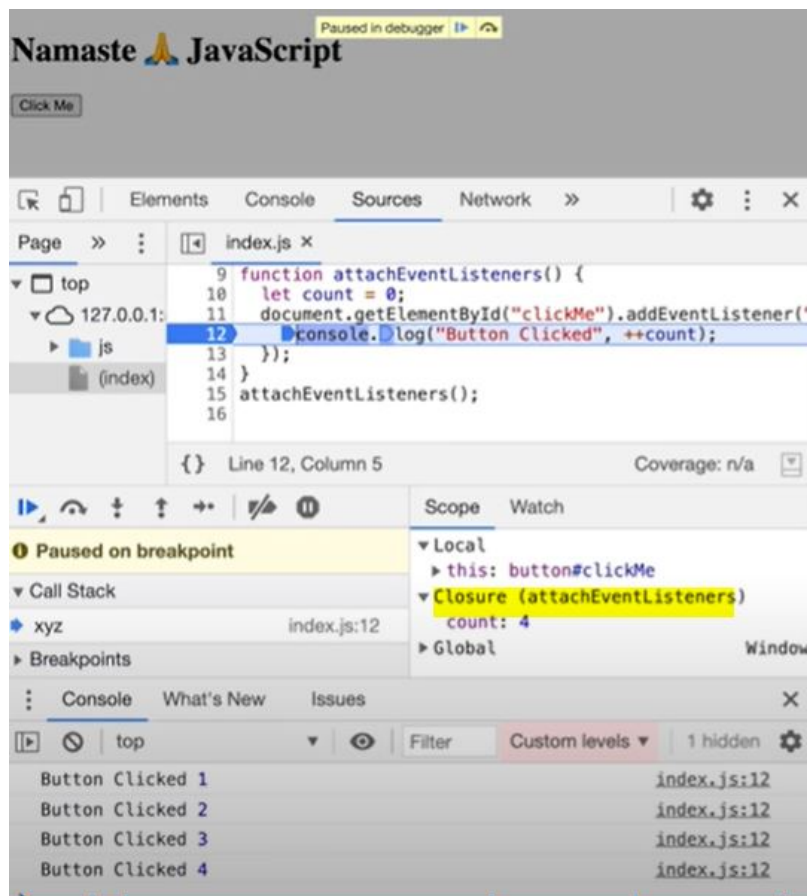 Paused in debugger
Namaste 🙏 JavaScript
Click Me
Elements Console Sources Network »
Page » index.js ×
top
127.0.0.1:
js
(index)
9 function attachEventListeners() {
10 let count = 0;
11 document.getElementById("clickMe").addEventListener("
12 console.log("Button Clicked", ++count);
13 });
14 }
15 attachEventListeners();
16
{} Line 12, Column 5 Coverage: n/a
Scope Watch
Paused on breakpoint
Call Stack
xyz index.js:12
Breakpoints
Local
this: button#clickMe
Closure (attachEventListeners)
count: 4
Global Window
Console What's New Issues
top Filter Custom levels ▼ 1 hidden
Button Clicked 1 index.js:12
Button Clicked 2 index.js:12
Button Clicked 3 index.js:12
Button Clicked 4 index.js:12